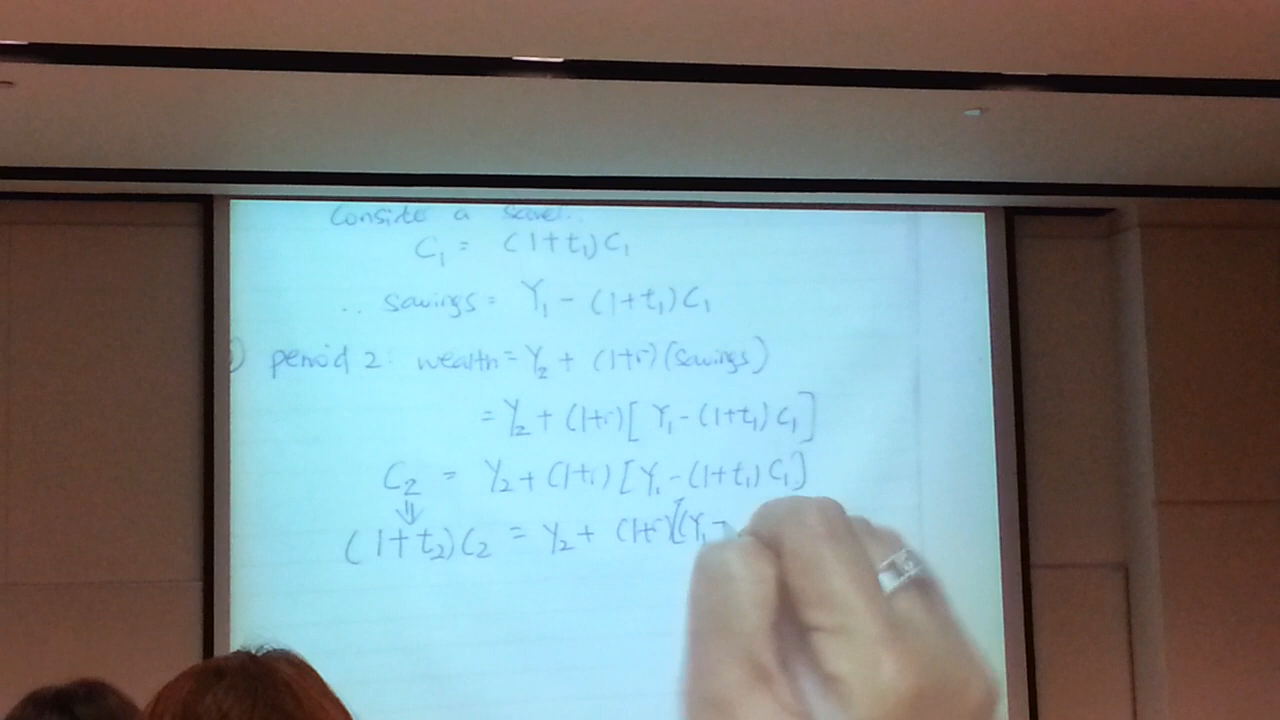 Conside a saver..
C₁ = (1+t₁)C₁
∴ savings = Y₁ - (1+t₁)C₁
) period 2: wealth = Y₂ + (1+r)(savings)
= Y₂ + (1+r)[Y₁-(1+t₁)C₁]
C₂ = Y₂ + (1+r)[Y₁-(1+t₁)C₁]
⇓
(1+t₂)C₂ = Y₂ + (1+r)[(Y₁-